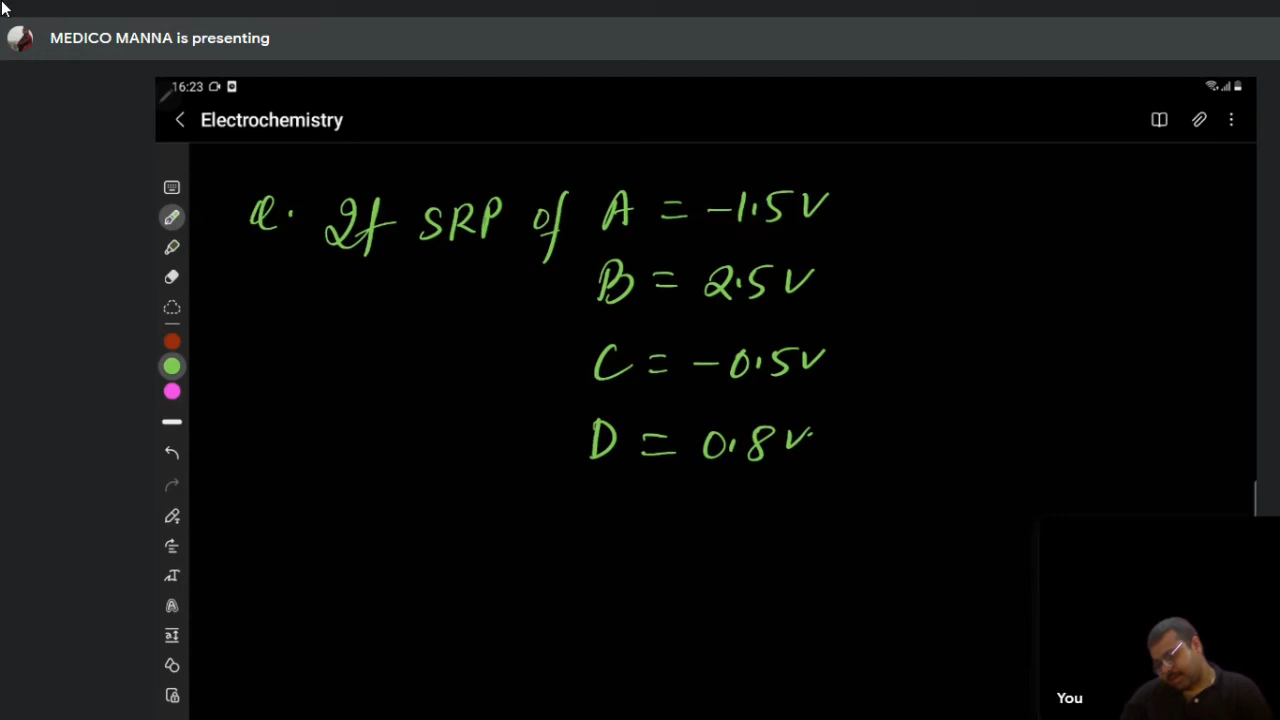 MEDICO MANNA is presenting
16:23
Electrochemistry
Q. If SRP of A = -1.5V
B = 2.5V
C = -0.5V
D = 0.8V
You